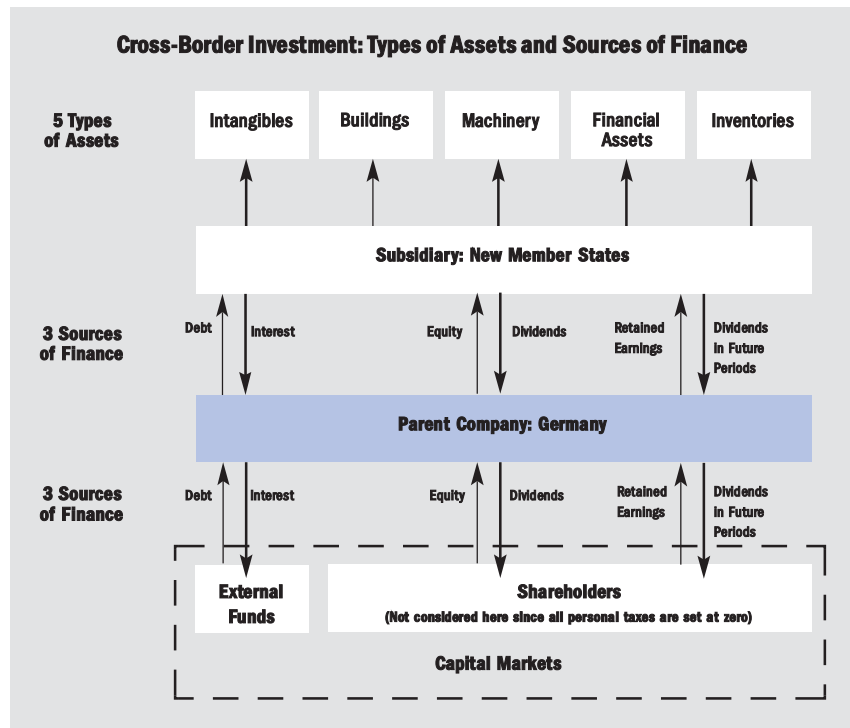 Cross-Border Investment: Types of Assets and Sources of Finance
5 Types
of Assets
Intangibles
Buildings
Machinery
Financial
Assets
Inventories
Subsidiary: New Member States
3 Sources
of Finance
Debt
Interest
Equity
Dividends
Retained
Earnings
Dividends
in Future
Periods
Parent Company: Germany
3 Sources
of Finance
Debt
Interest
Equity
Dividends
Retained
Earnings
Dividends
in Future
Periods
External
Funds
Shareholders
(Not considered here since all personal taxes are set at zero)
Capital Markets